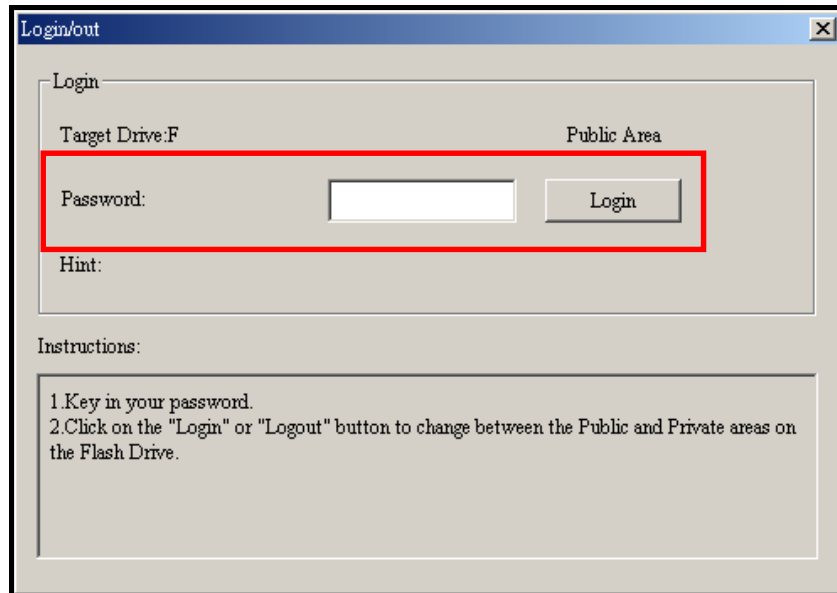 Login/out
Login
Target Drive:F Public Area
Password: Login
Hint:
Instructions:
1.Key in your password.
2.Click on the "Login" or "Logout" button to change between the Public and Private areas on
the Flash Drive.